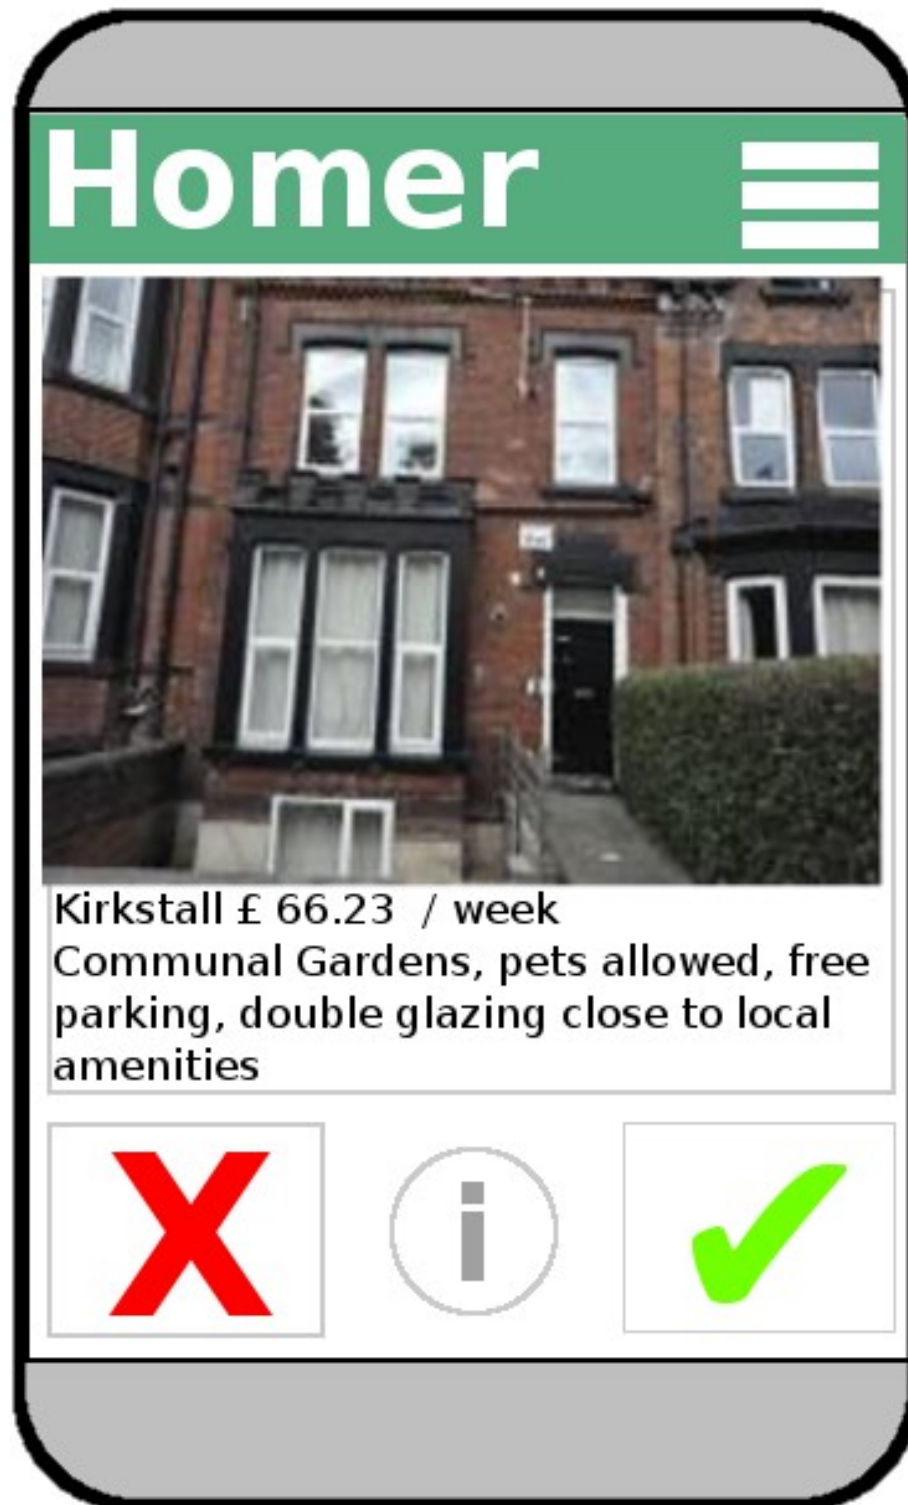 Homer
Kirkstall £ 66.23 / week
Communal Gardens, pets allowed, free
parking, double glazing close to local
amenities
X
i